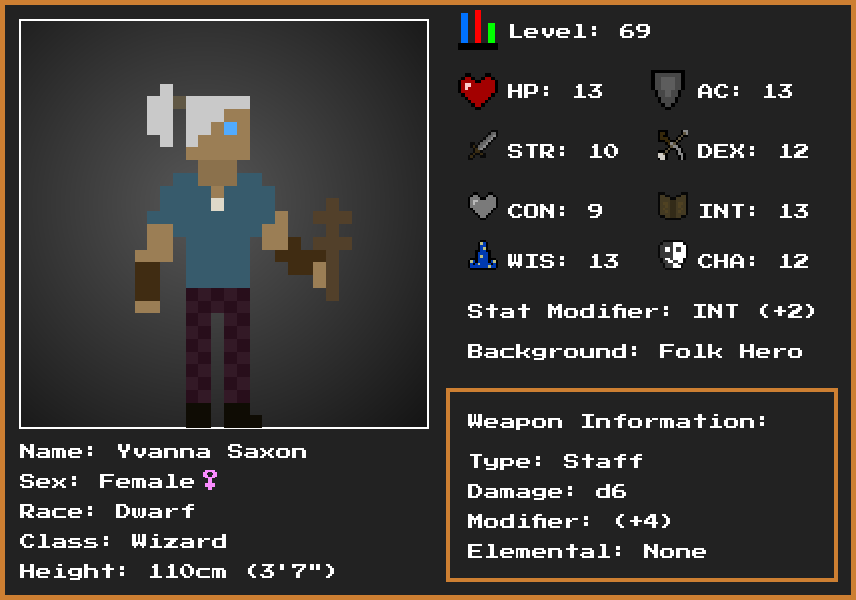 Level: 69
HP: 13 AC: 13
STR: 10 DEX: 12
CON: 9 INT: 13
WIS: 13 CHA: 12
Stat Modifier: INT (+2)
Background: Folk Hero
Weapon Information:
Type: Staff
Damage: d6
Modifier: (+4)
Elemental: None
Name: Yvanna Saxon
Sex: Female♀
Race: Dwarf
Class: Wizard
Height: 110cm (3'7")